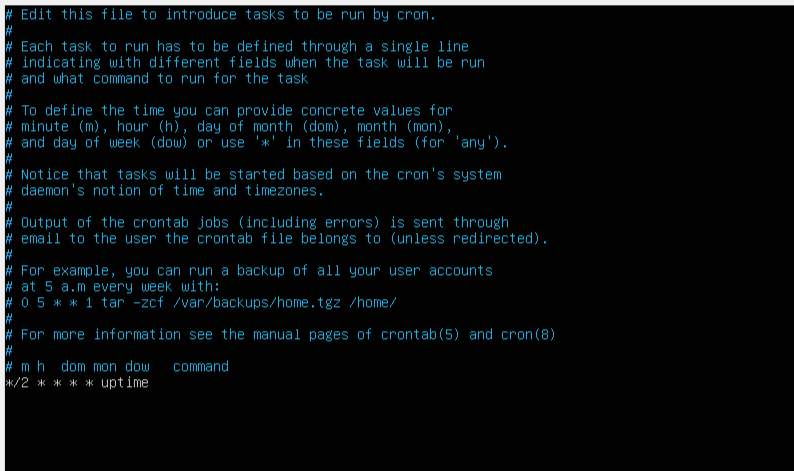 # Edit this file to introduce tasks to be run by cron.
#
# Each task to run has to be defined through a single line
# indicating with different fields when the task will be run
# and what command to run for the task
#
# To define the time you can provide concrete values for
# minute (m), hour (h), day of month (dom), month (mon),
# and day of week (dow) or use '*' in these fields (for 'any').
#
# Notice that tasks will be started based on the cron's system
# daemon's notion of time and timezones.
#
# Output of the crontab jobs (including errors) is sent through
# email to the user the crontab file belongs to (unless redirected).
#
# For example, you can run a backup of all your user accounts
# at 5 a.m every week with:
# 0 5 * * 1 tar -zcf /var/backups/home.tgz /home/
#
# For more information see the manual pages of crontab(5) and cron(8)
#
# m h  dom mon dow   command
*/2 * * * * uptime